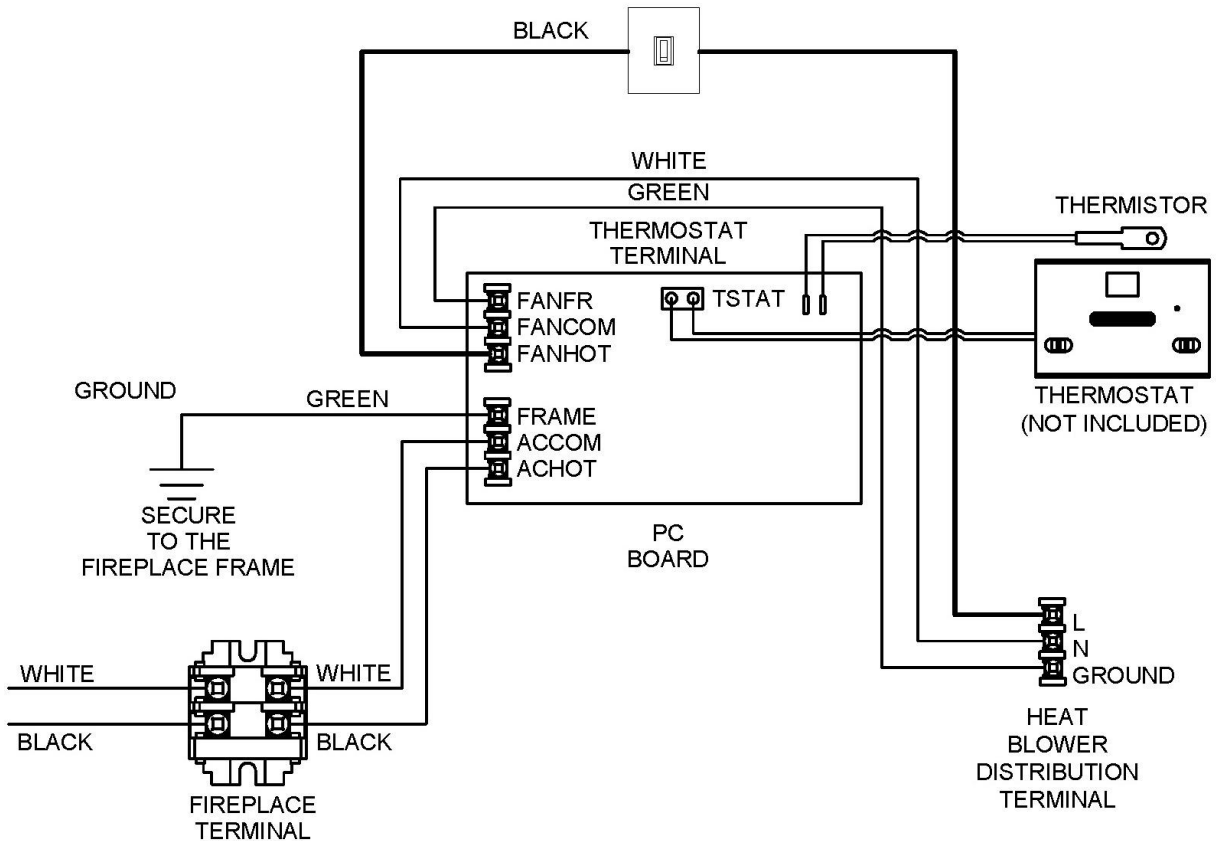 BLACK
WHITE
GREEN
THERMISTOR
THERMOSTAT
TERMINAL
FANFR
TSTAT
FANCOM
FANHOT
THERMOSTAT
(NOT INCLUDED)
GROUND
GREEN
FRAME
ACCOM
ACHOT
SECURE
TO THE
FIREPLACE FRAME
PC
BOARD
L
N
GROUND
WHITE
WHITE
BLACK
BLACK
HEAT
BLOWER
DISTRIBUTION
TERMINAL
FIREPLACE
TERMINAL